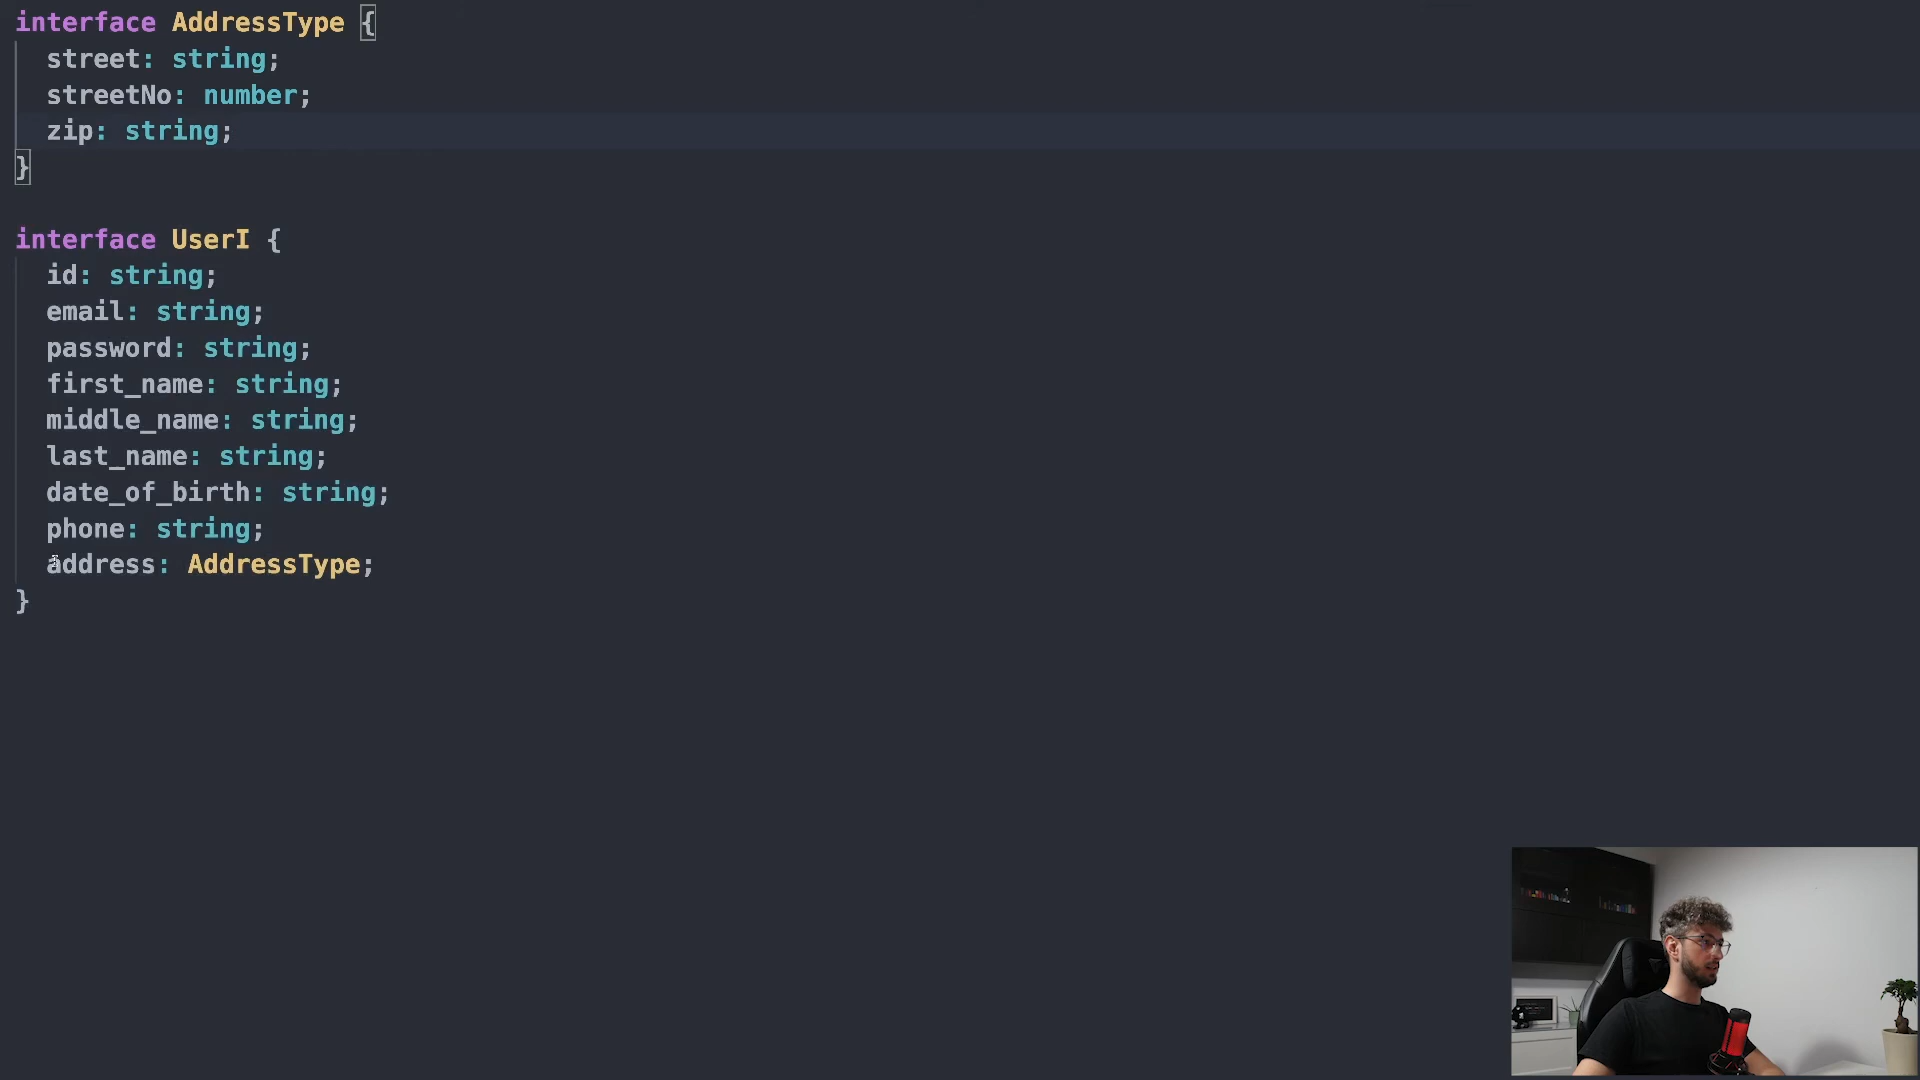 interface AddressType {
  street: string;
  streetNo: number;
  zip: string;
}

interface UserI {
  id: string;
  email: string;
  password: string;
  first_name: string;
  middle_name: string;
  last_name: string;
  date_of_birth: string;
  phone: string;
  address: AddressType;
}